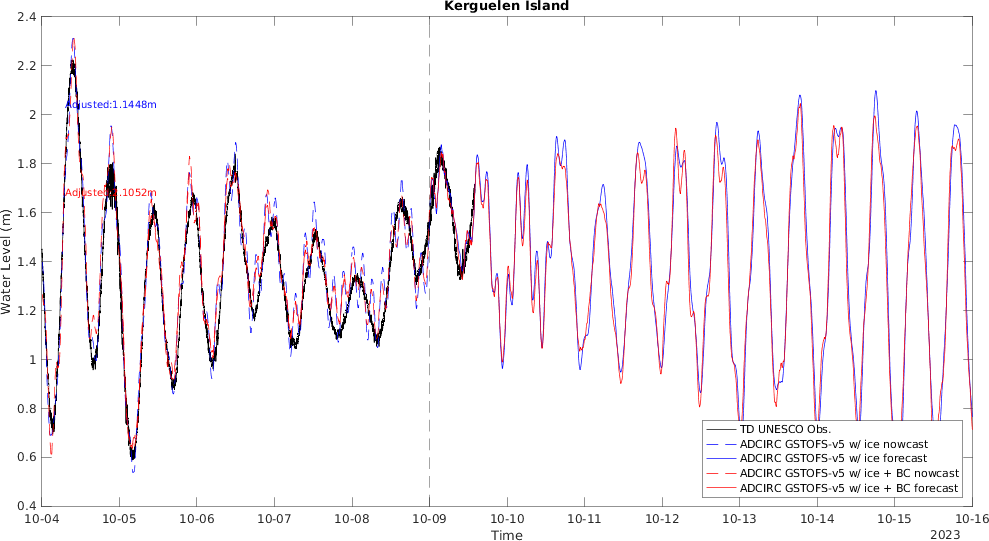 Kerguelen Island
2.4
2.2
2
1.8
1.6
1.4
1.2
1
0.8
0.6
0.4
Water Level (m)
Adjusted:1.1448m
Adjusted:1.1052m
TD UNESCO Obs.
ADCIRC GSTOFS-v5 w/ ice nowcast
ADCIRC GSTOFS-v5 w/ ice forecast
ADCIRC GSTOFS-v5 w/ ice + BC nowcast
ADCIRC GSTOFS-v5 w/ ice + BC forecast
10-04 10-05 10-06 10-07 10-08 10-09 10-10 10-11 10-12 10-13 10-14 10-15 10-16
Time
2023